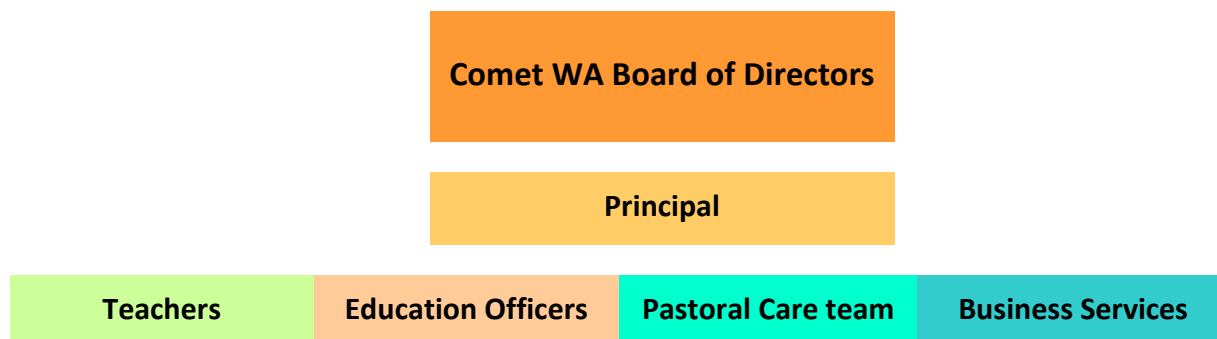 Comet WA Board of Directors
Principal
Teachers
Education Officers
Pastoral Care team
Business Services